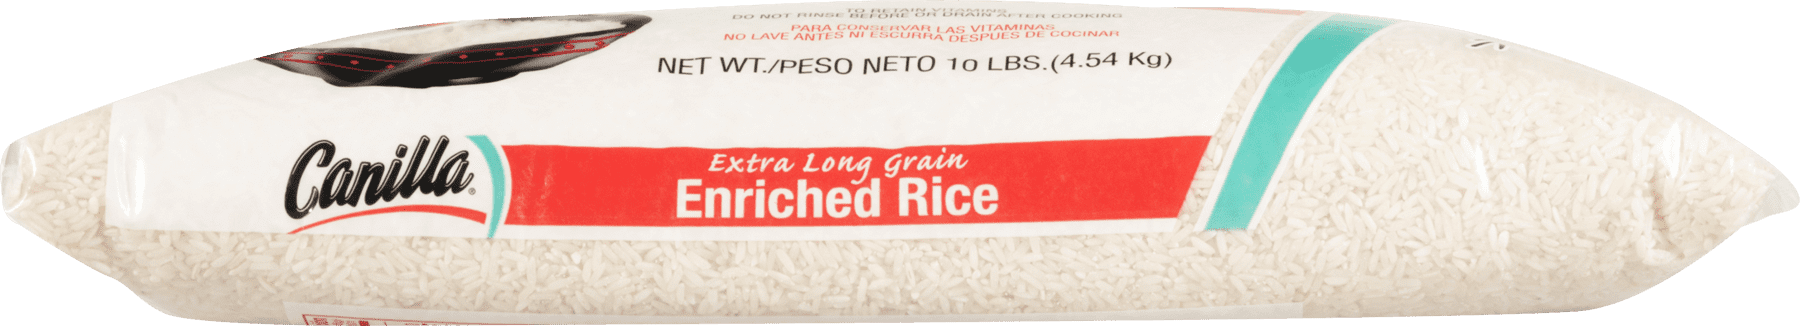 TO RETAIN VITAMINS
DO NOT RINSE BEFORE OR DRAIN AFTER COOKING
PARA CONSERVAR LAS VITAMINAS
NO LAVE ANTES NI ESCURRA DESPUES DE COCINAR
NET WT./PESO NETO 10 LBS.(4.54 Kg)
Canilla®
Extra Long Grain
Enriched Rice